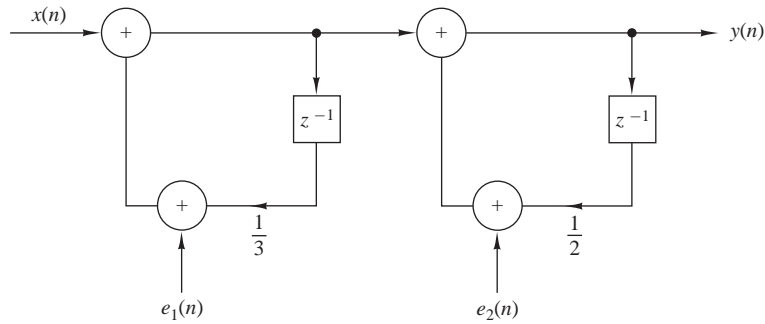 x(n)
+
+
y(n)
z⁻¹
z⁻¹
+
1/3
+
1/2
e₁(n)
e₂(n)